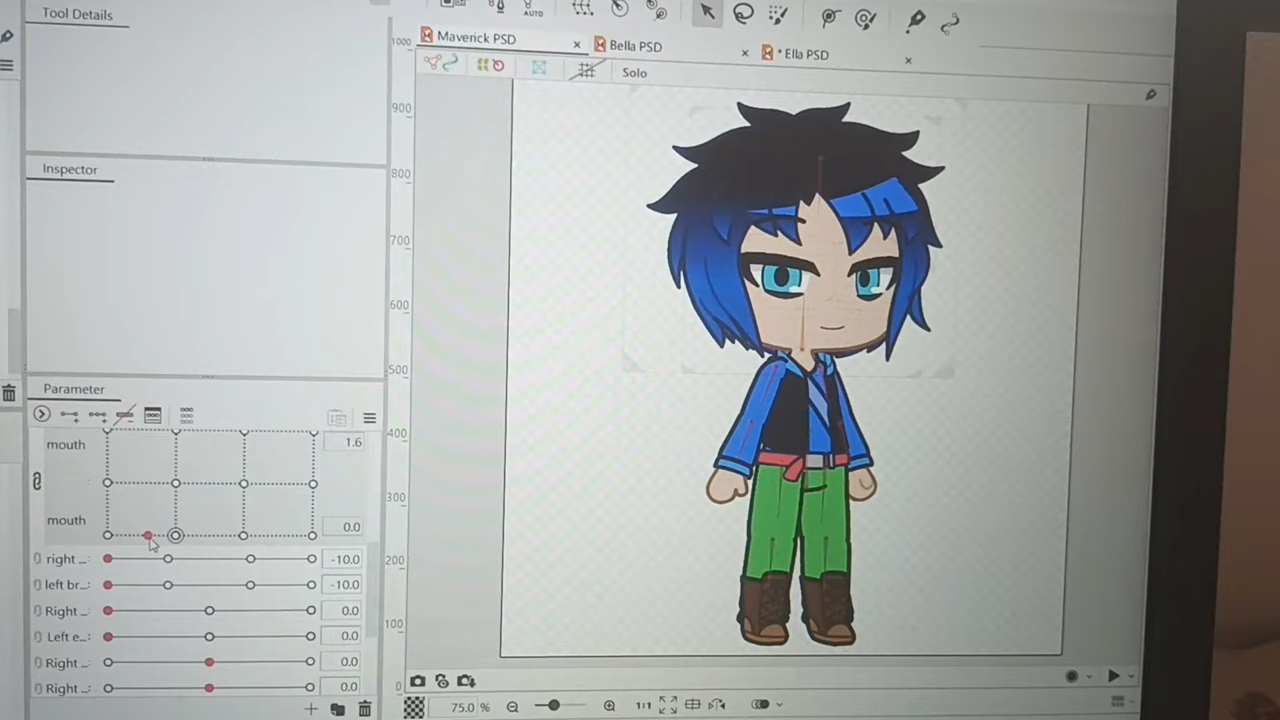 Tool Details
AUTO
Maverick PSD
Bella PSD
* Ella PSD
Solo
Inspector
Parameter
mouth
1.6
mouth
0.0
right ...:
-10.0
left br...:
-10.0
Right ...:
0.0
Left e...:
0.0
Right ...:
0.0
Right ...:
0.0
1000
900
800
700
600
500
400
300
200
100
0
75.0 %
1:1